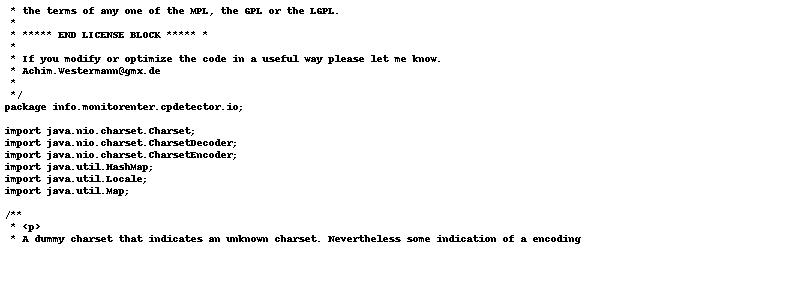 * the terms of any one of the MPL, the GPL or the LGPL.
 *
 * ***** END LICENSE BLOCK ***** *
 *
 * If you modify or optimize the code in a useful way please let me know.
 * Achim.Westermann@gmx.de
 *
 */
package info.monitorenter.cpdetector.io;

import java.nio.charset.Charset;
import java.nio.charset.CharsetDecoder;
import java.nio.charset.CharsetEncoder;
import java.util.HashMap;
import java.util.Locale;
import java.util.Map;

/**
 * <p>
 * A dummy charset that indicates an unknown charset. Nevertheless some indication of a encoding